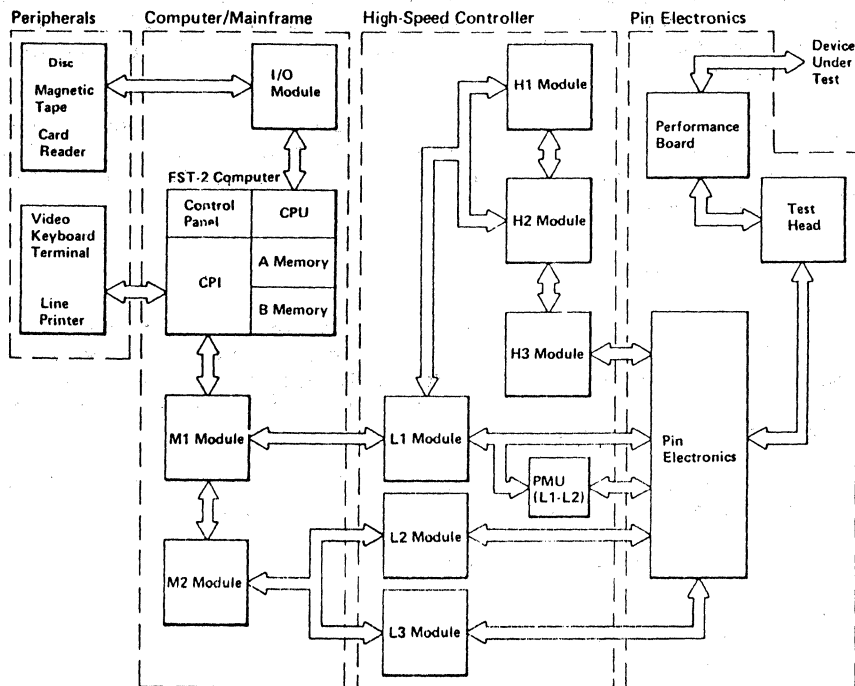 Peripherals
Computer/Mainframe
High-Speed Controller
Pin Electronics
Disc
Magnetic
Tape
Card
Reader
I/O
Module
H1 Module
Device
Under
Test
Performance
Board
FST-2 Computer
Control
Panel
CPU
Video
Keyboard
Terminal
Line
Printer
CPI
A Memory
B Memory
H2 Module
Test
Head
H3 Module
M1 Module
L1 Module
Pin
Electronics
PMU
(L1-L2)
M2 Module
L2 Module
L3 Module